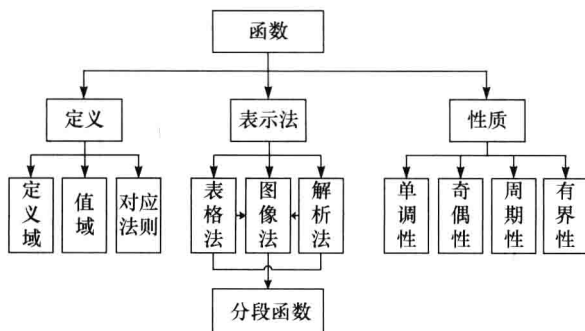 函数
定义
表示法
性质
定义域
值域
对应法则
表格法
图像法
解析法
单调性
奇偶性
周期性
有界性
分段函数